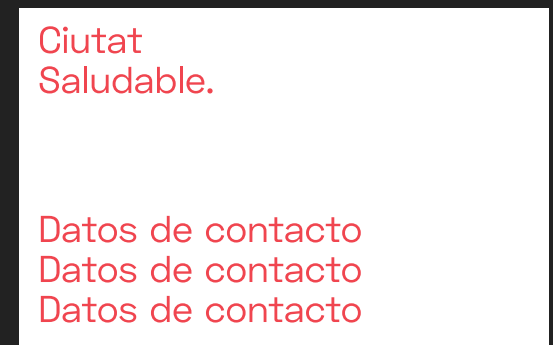 Ciutat
Saludable.
Datos de contacto
Datos de contacto
Datos de contacto